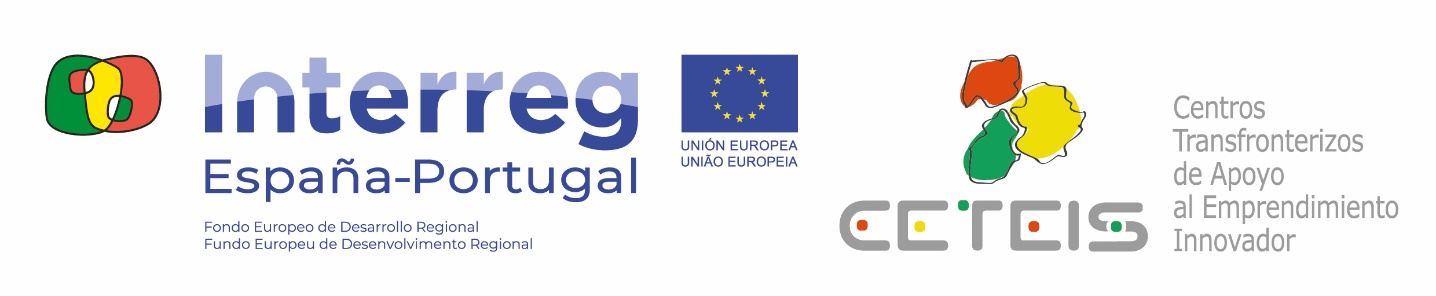 Interreg
España-Portugal
Fondo Europeo de Desarrollo Regional
Fundo Europeu de Desenvolvimento Regional
UNIÓN EUROPEA
UNIÃO EUROPEIA
CETEIS
Centros
Transfronterizos
de Apoyo
al Emprendimiento
Innovador